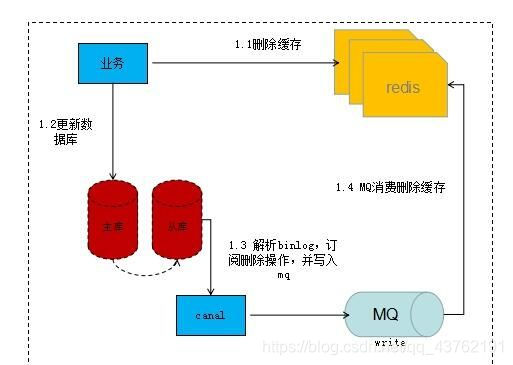 业务
1.1删除缓存
redis
1.2更新数
据库
主库
从库
1.3 解析binlog，订
阅删除操作，并写入
mq
1.4 MQ消费删除缓存
canal
MQ
write
https://blog.csdn.net/qq_43762191